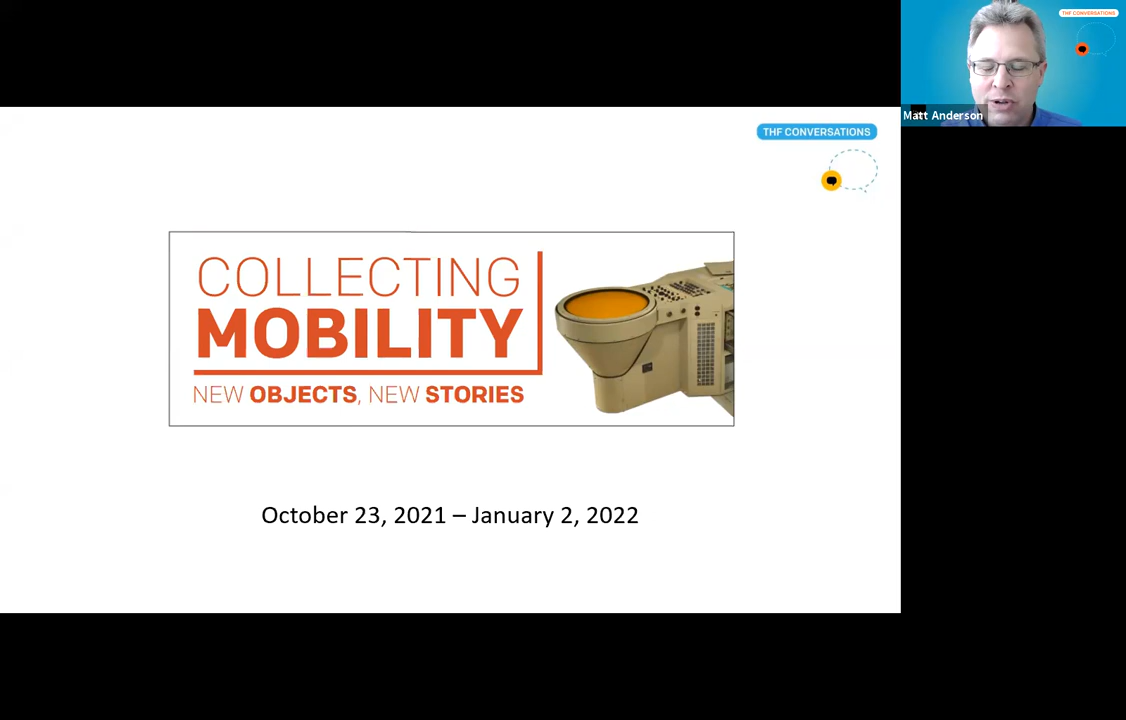 THF CONVERSATIONS
Matt Anderson
THF CONVERSATIONS
COLLECTING
MOBILITY
NEW OBJECTS, NEW STORIES
October 23, 2021 – January 2, 2022